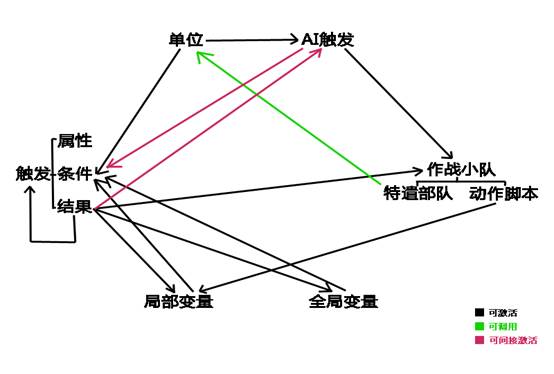 单位 AI触发
属性
触发 条件
结果
作战小队
特遣部队 动作脚本
局部变量 全局变量
可激活
可调用
可间接激活